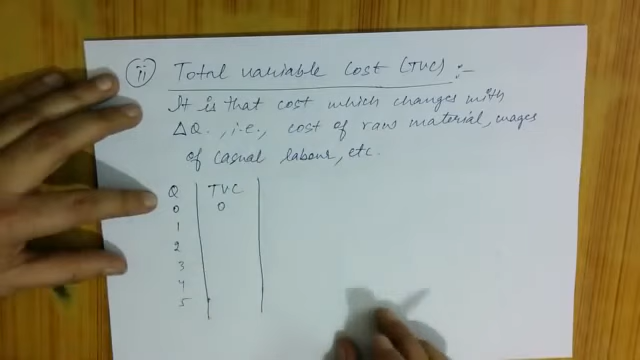 (ii) Total variable cost (TVC) :-
It is that cost which changes with
ΔQ., i.e., cost of raw material, wages
of casual labour, etc.
Q TVC
0 0
1
2
3
4
5